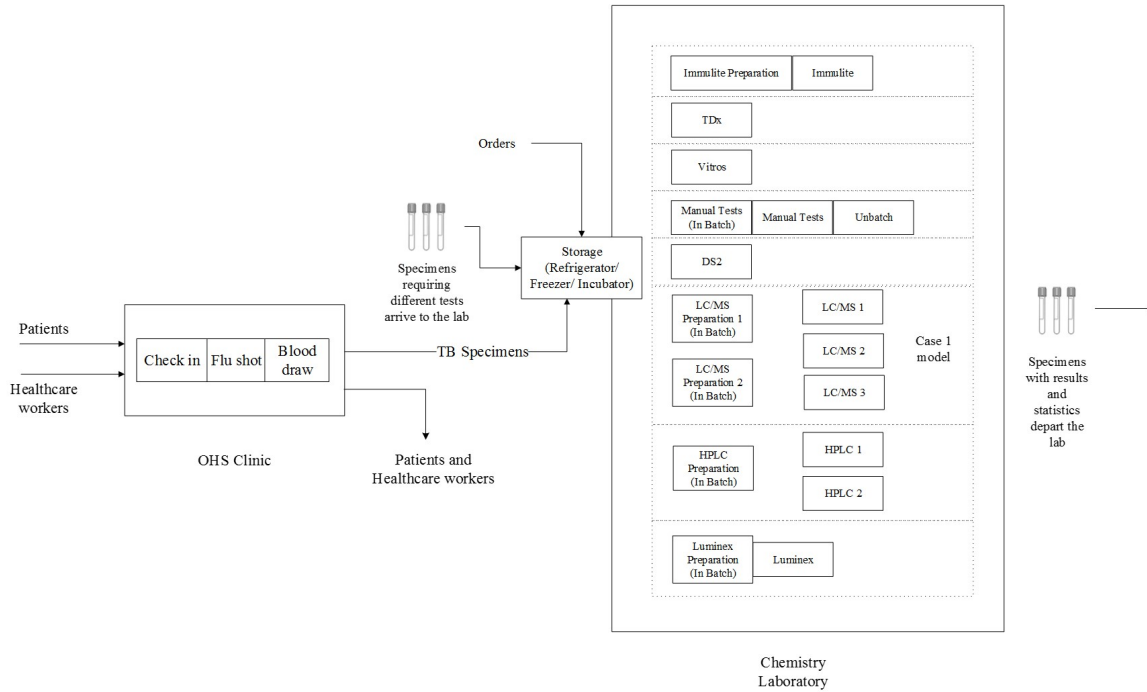 Patients
Healthcare
workers
Check in
Flu shot
Blood
draw
OHS Clinic
TB Specimens
Patients and
Healthcare workers
Specimens
requiring
different tests
arrive to the lab
Orders
Storage
(Refrigerator/
Freezer/ Incubator)
Immulite Preparation
Immulite
TDx
Vitros
Manual Tests
(In Batch)
Manual Tests
Unbatch
DS2
LC/MS
Preparation 1
(In Batch)
LC/MS 1
LC/MS 2
Case 1
model
LC/MS
Preparation 2
(In Batch)
LC/MS 3
HPLC
Preparation
(In Batch)
HPLC 1
HPLC 2
Luminex
Preparation
(In Batch)
Luminex
Chemistry
Laboratory
Specimens
with results
and
statistics
depart the
lab